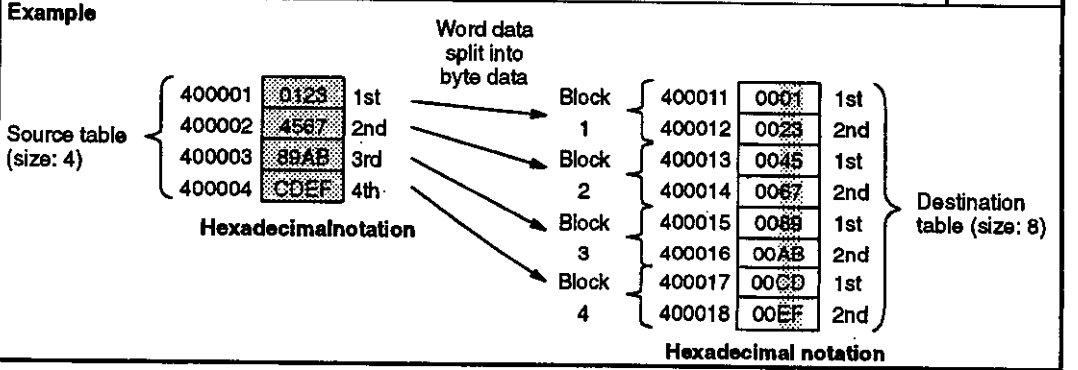 Example
Word data
split into
byte data
Source table
(size: 4)
400001 0123 1st
400002 4567 2nd
400003 89AB 3rd
400004 CDEF 4th
Hexadecimalnotation
Block
1
Block
2
Block
3
Block
4
400011 0001 1st
400012 0023 2nd
400013 0045 1st
400014 0067 2nd
400015 0089 1st
400016 00AB 2nd
400017 00CD 1st
400018 00EF 2nd
Destination
table (size: 8)
Hexadecimal notation